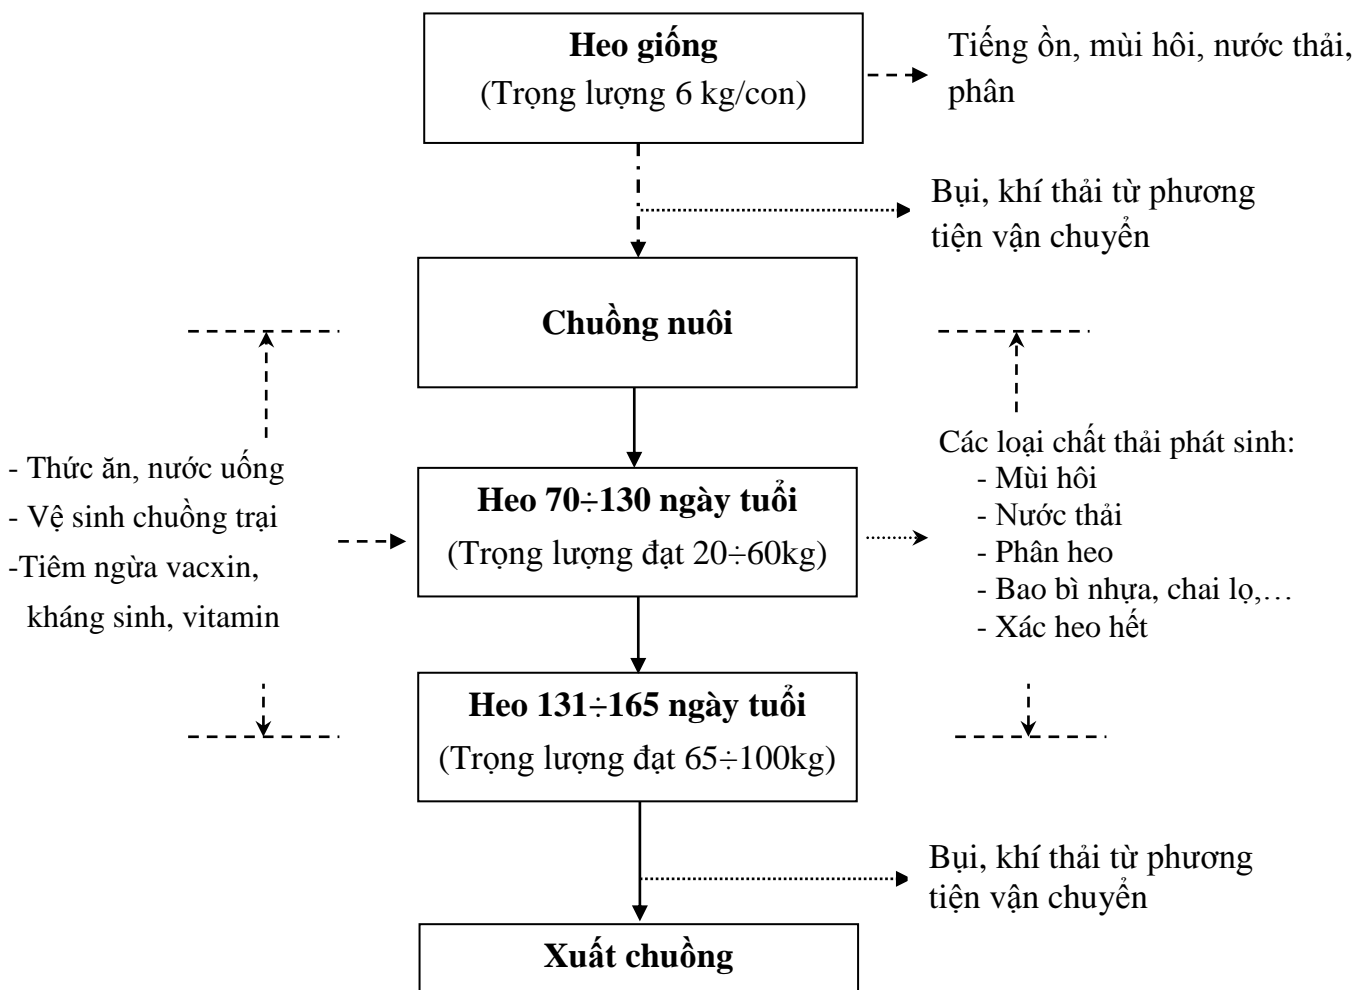 Heo giống
(Trọng lượng 6 kg/con)
Tiếng ồn, mùi hôi, nước thải,
phân
Bụi, khí thải từ phương
tiện vận chuyển
Chuồng nuôi
- Thức ăn, nước uống
- Vệ sinh chuồng trại
-Tiêm ngừa vacxin,
kháng sinh, vitamin
Heo 70÷130 ngày tuổi
(Trọng lượng đạt 20÷60kg)
Các loại chất thải phát sinh:
- Mùi hôi
- Nước thải
- Phân heo
- Bao bì nhựa, chai lọ,…
- Xác heo hết
Heo 131÷165 ngày tuổi
(Trọng lượng đạt 65÷100kg)
Bụi, khí thải từ phương
tiện vận chuyển
Xuất chuồng